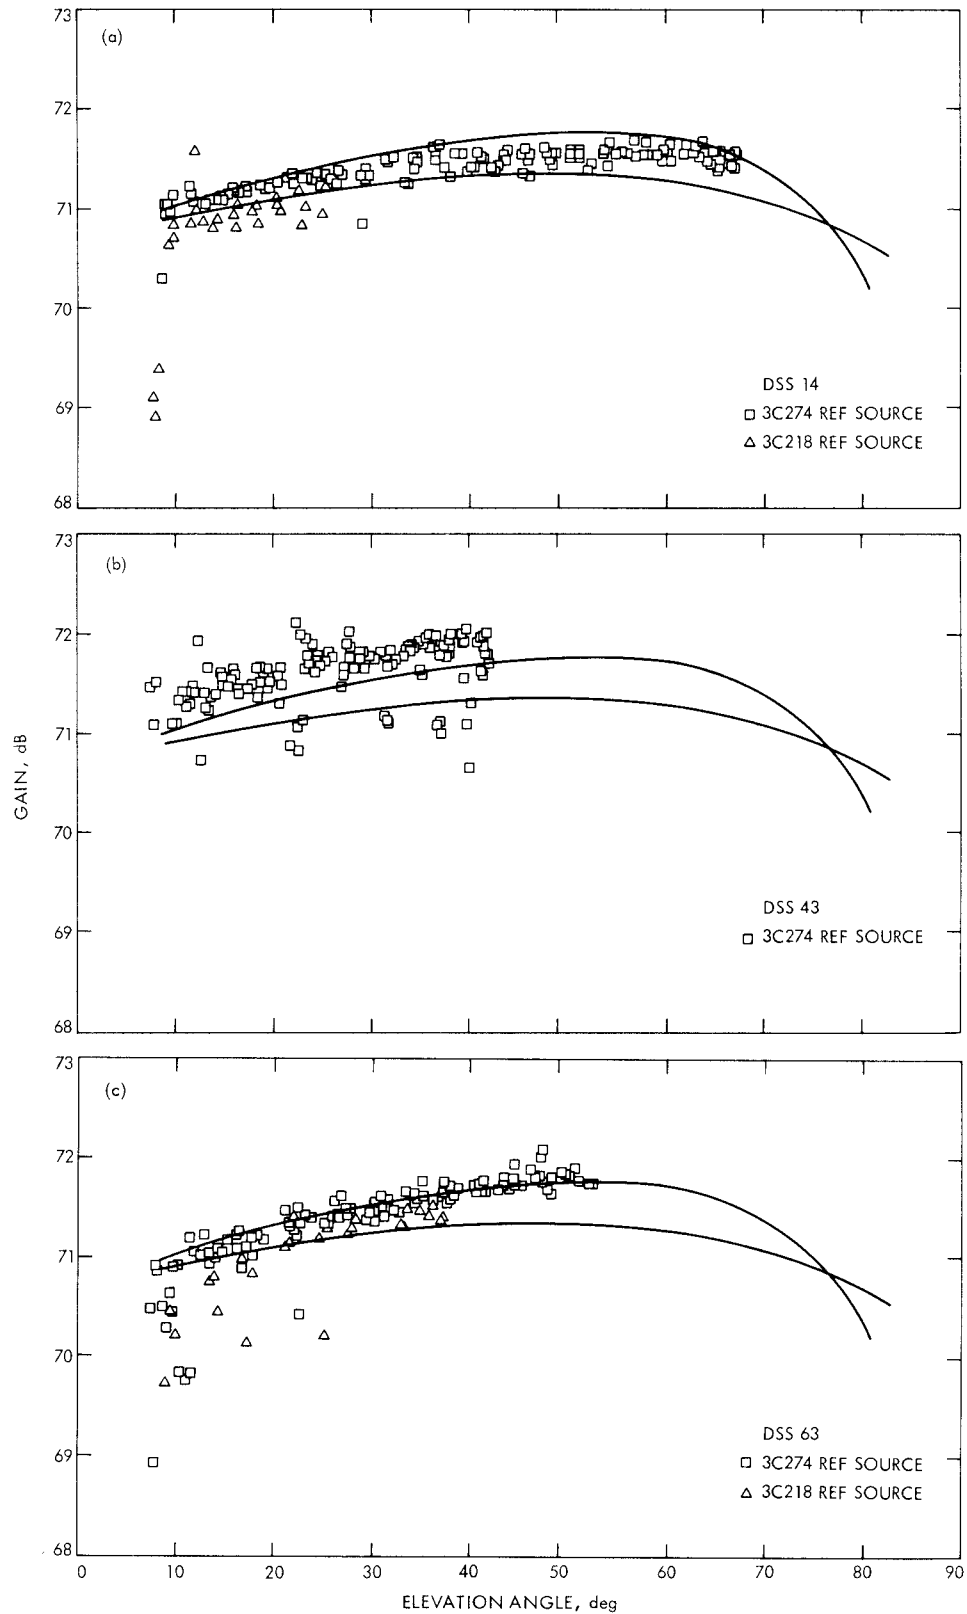 73
(a)
72
71
70
DSS 14
69
3C274 REF SOURCE
3C218 REF SOURCE
68
73
(b)
72
71
GAIN, dB
70
DSS 43
69
3C274 REF SOURCE
68
73
(c)
72
71
70
DSS 63
69
3C274 REF SOURCE
3C218 REF SOURCE
68
0 10 20 30 40 50 60 70 80 90
ELEVATION ANGLE, deg